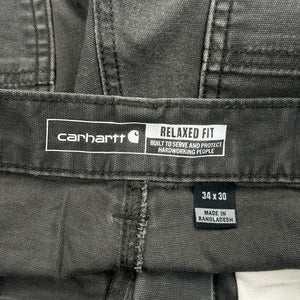 carhartt
RELAXED FIT
BUILT TO SERVE AND PROTECT
HARDWORKING PEOPLE
34 x 30
MADE IN
BANGLADESH